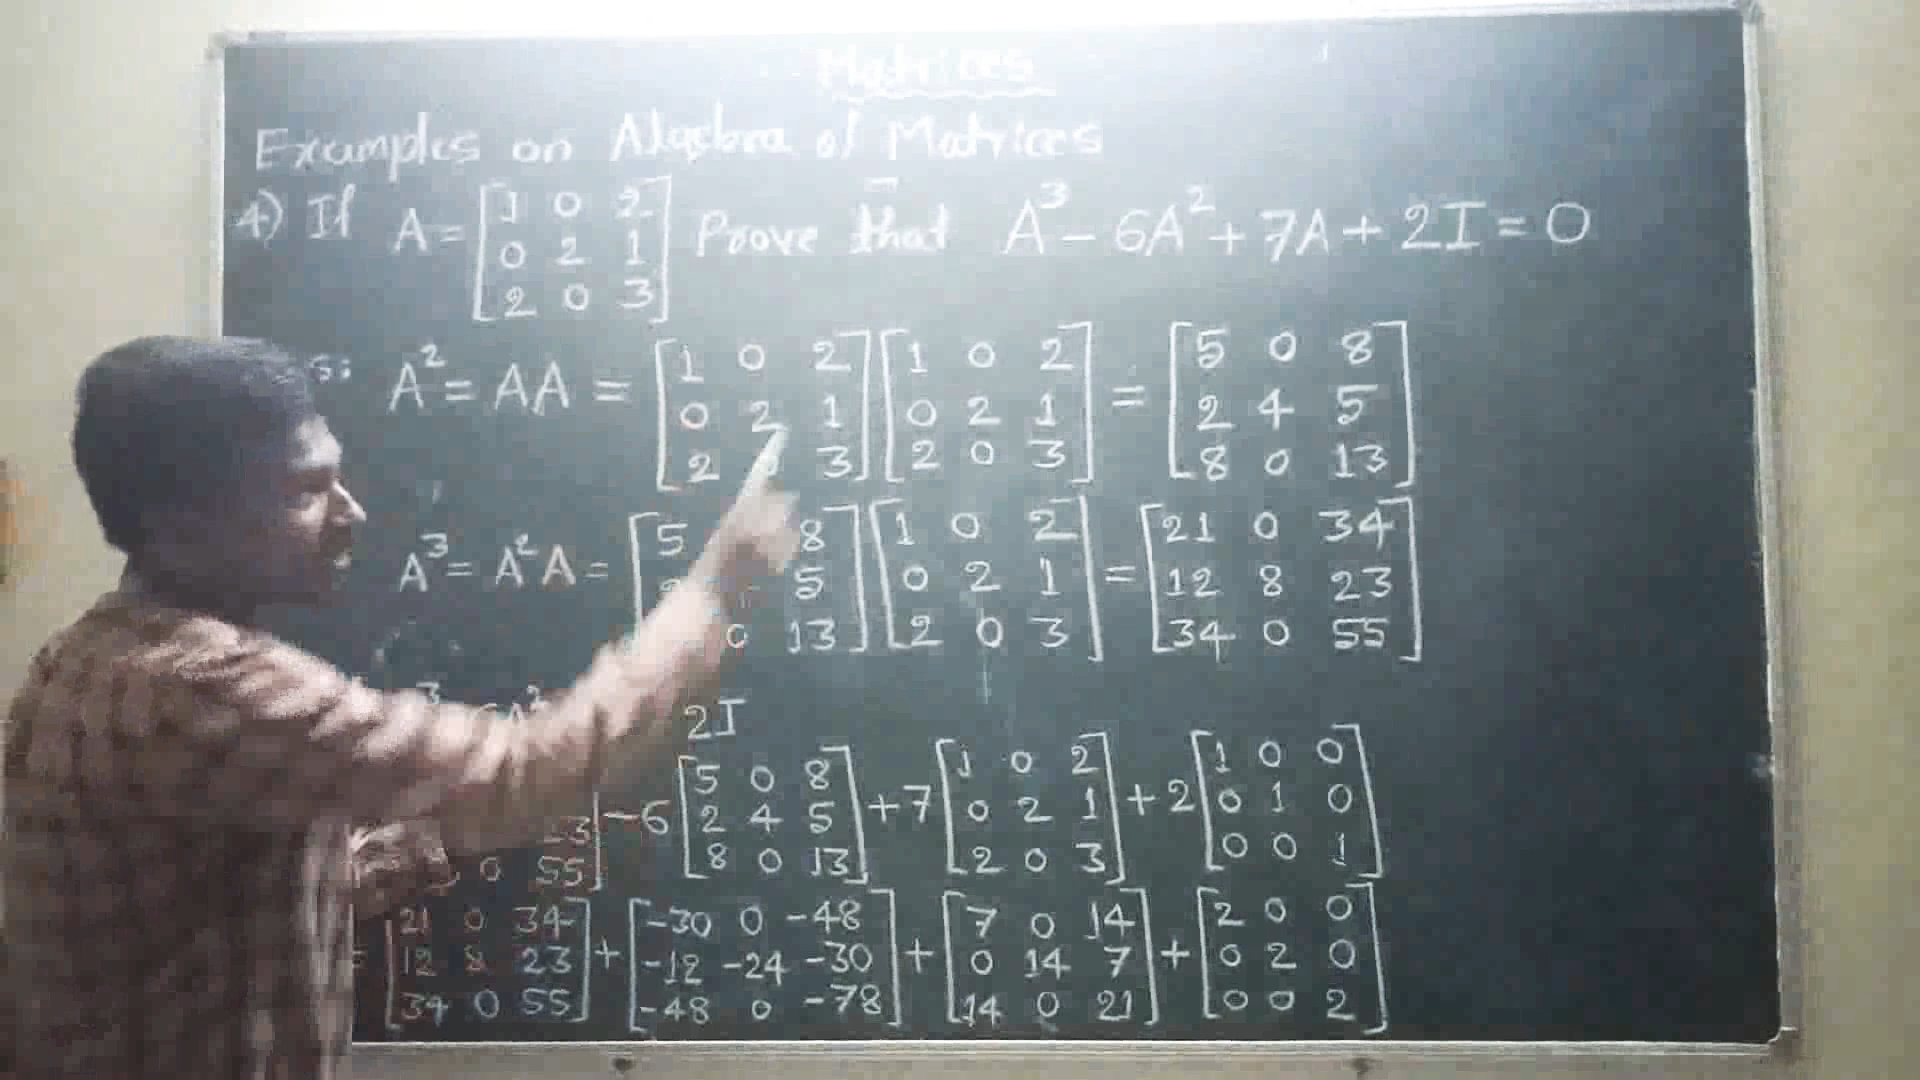 Matrices
Examples on Algebra of Matrices
4) If A = [1 0 2 Prove that A³ - 6A² + 7A + 2I = 0
0 2 1
2 0 3]
s: A² = AA = [1 0 2 [1 0 2 = [5 0 8
0 2 1 0 2 1 2 4 5
2 3] 2 0 3] 8 0 13]
A³ = A²A = [5 8 [1 0 2 = [21 0 34
5 0 2 1 12 8 23
0 13] 2 0 3] 34 0 55]
2I
-6 [5 0 8 +7 [1 0 2 +2 [1 0 0
2 4 5 0 2 1 0 1 0
0 55] 8 0 13] 2 0 3] 0 0 1]
= [21 0 34 + [-30 0 -48 + [7 0 14 + [2 0 0
12 8 23 -12 -24 -30 0 14 7 0 2 0
34 0 55] -48 0 -78] 14 0 21] 0 0 2]